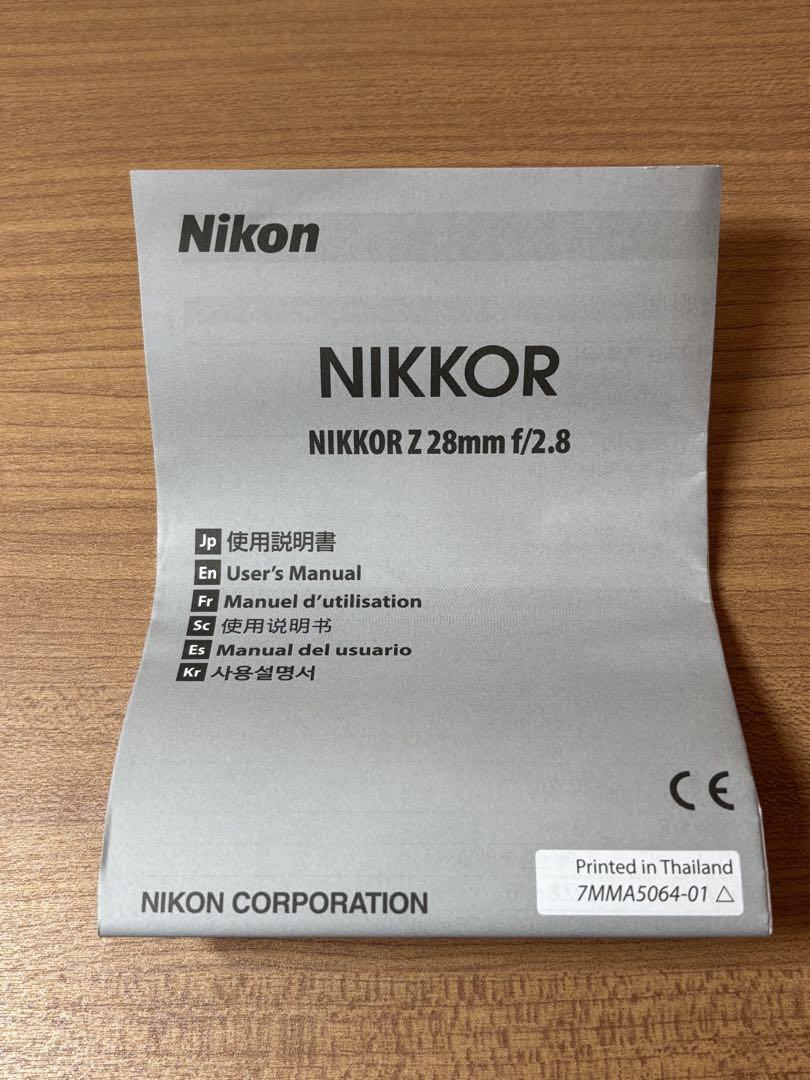 Nikon
NIKKOR
NIKKOR Z 28mm f/2.8
Jp 使用説明書
En User's Manual
Fr Manuel d'utilisation
Sc 使用说明书
Es Manual del usuario
Kr 사용설명서
CE
Printed in Thailand
7MMA5064-01 △
NIKON CORPORATION